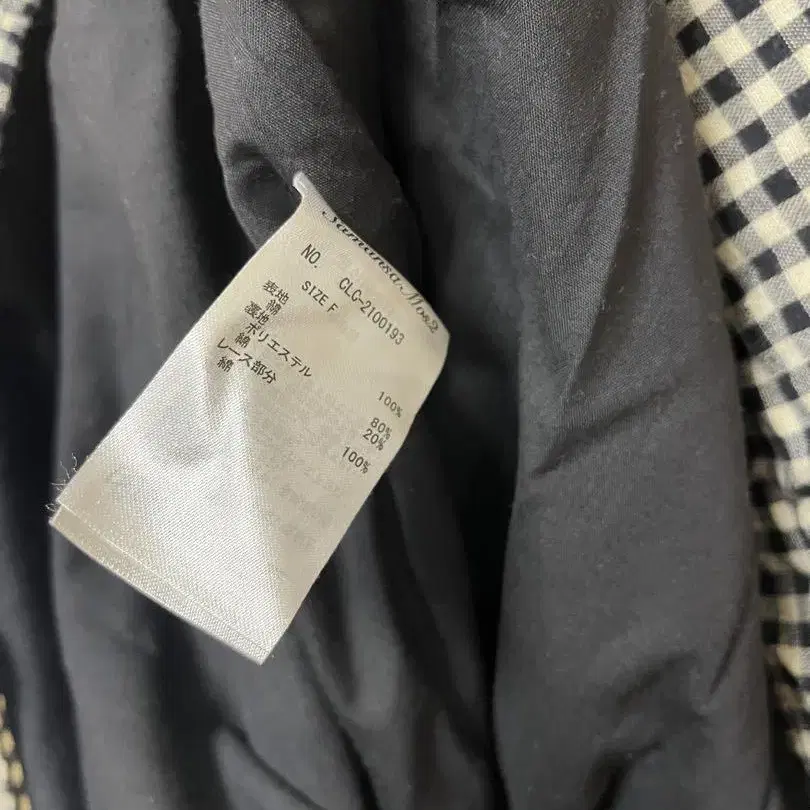 Samansa Mos2
NO. CLC-2100193
SIZE F
表地
綿 100%
裏地
ポリエステル 80%
綿 20%
レース部分
綿 100%